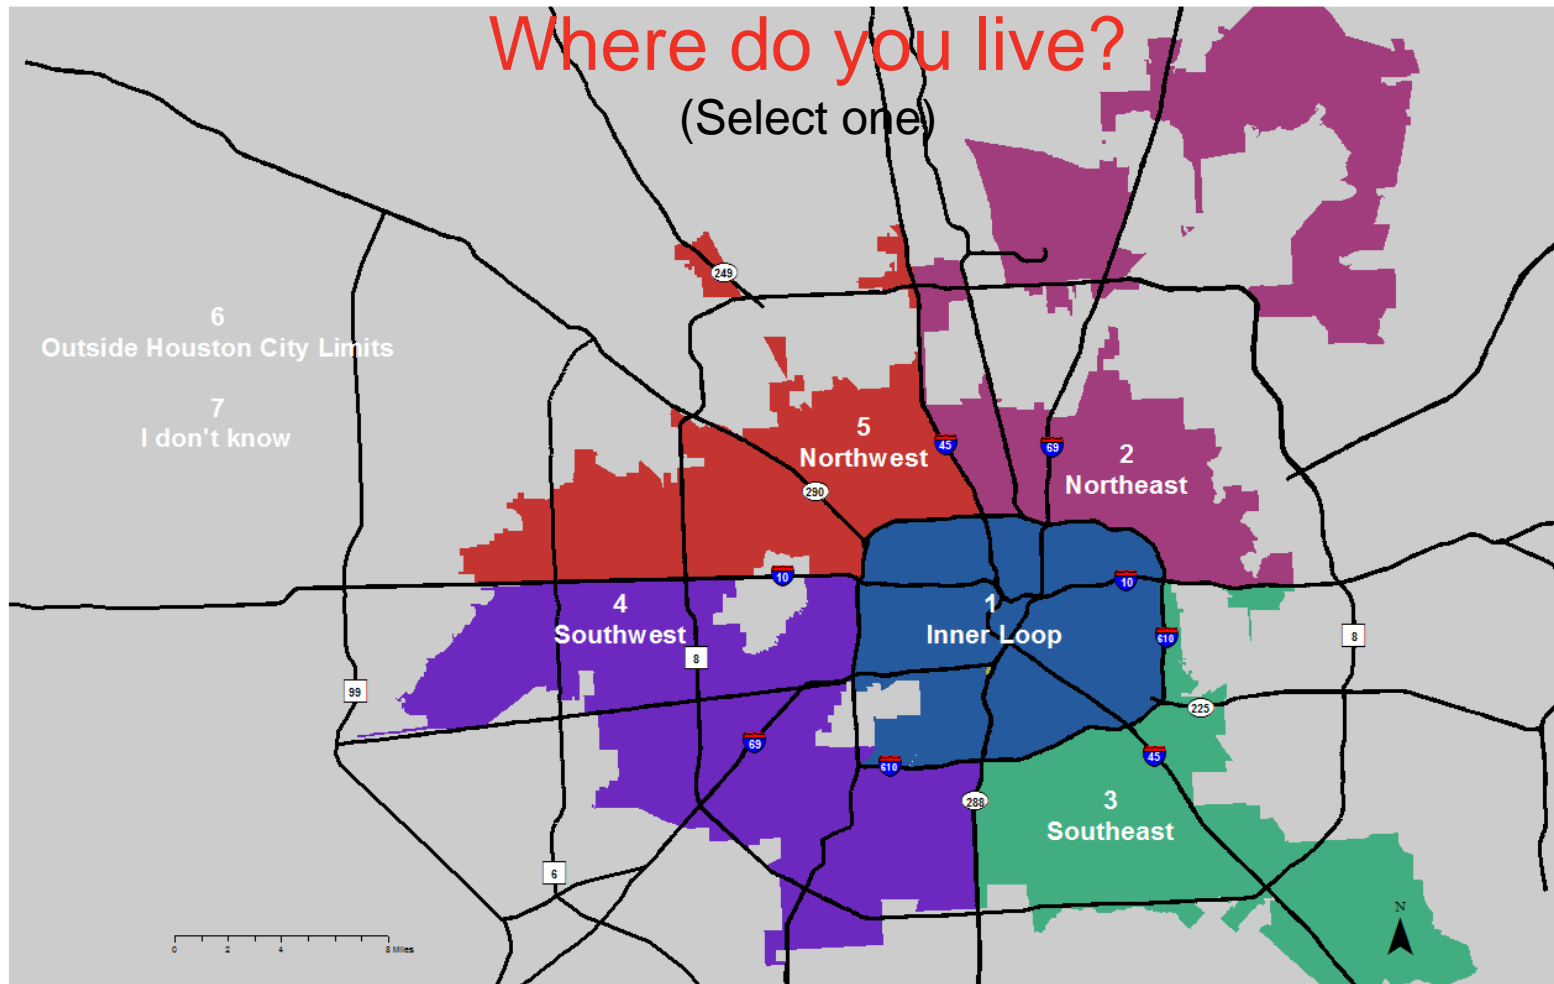 Where do you live?
(Select one)
249
6
Outside Houston City Limits
7
I don't know
5
Northwest
45
69
2
Northeast
290
10
10
4
Southwest
1
Inner Loop
610
8
8
99
225
69
610
45
288
3
Southeast
6
N
0 2 4 8 Miles